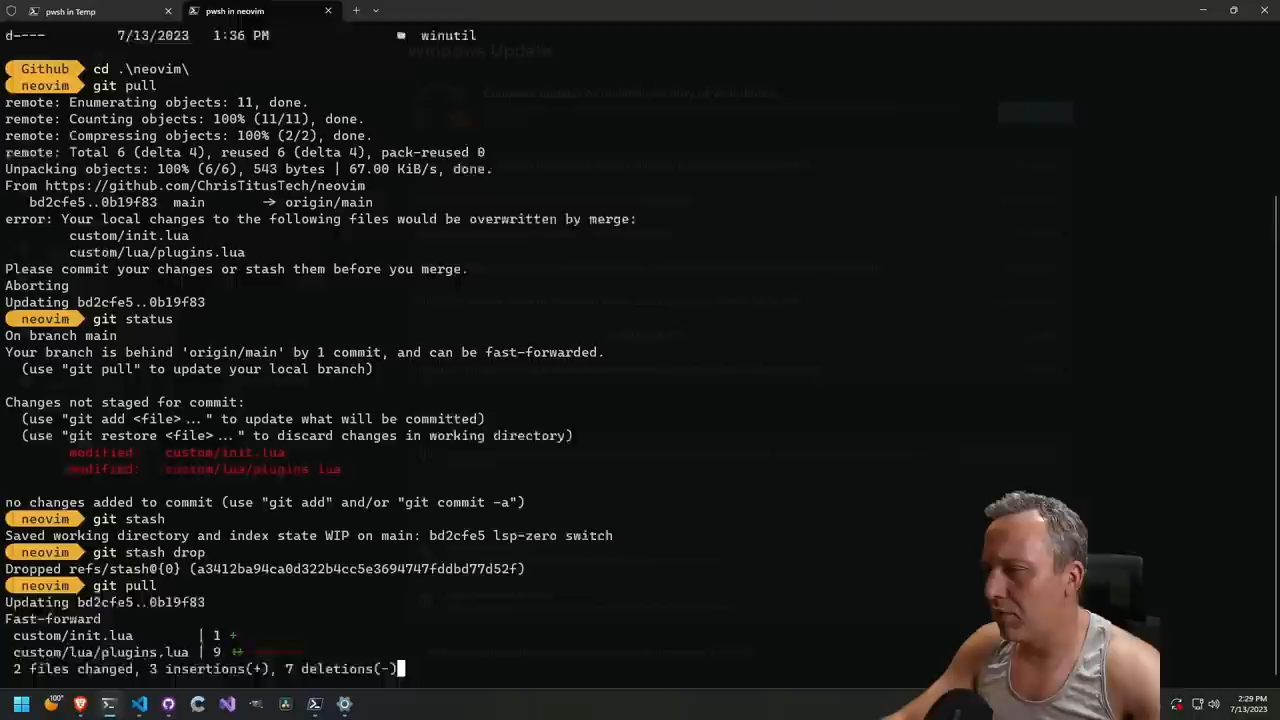 pwsh in Temp
pwsh in neovim
d---- 7/13/2023 1:36 PM winutil
Windows Update
Github cd .\neovim\
neovim git pull
remote: Enumerating objects: 11, done.
remote: Counting objects: 100% (11/11), done.
remote: Compressing objects: 100% (2/2), done.
remote: Total 6 (delta 4), reused 6 (delta 4), pack-reused 0
Unpacking objects: 100% (6/6), 543 bytes | 67.00 KiB/s, done.
From https://github.com/ChrisTitusTech/neovim
bd2cfe5..0b19f83 main → origin/main
error: Your local changes to the following files would be overwritten by merge:
custom/init.lua
custom/lua/plugins.lua
Please commit your changes or stash them before you merge.
Aborting
Updating bd2cfe5..0b19f83
neovim git status
On branch main
Your branch is behind 'origin/main' by 1 commit, and can be fast-forwarded.
(use "git pull" to update your local branch)
Changes not staged for commit:
(use "git add <file>..." to update what will be committed)
(use "git restore <file>..." to discard changes in working directory)
modified: custom/init.lua
modified: custom/lua/plugins.lua
no changes added to commit (use "git add" and/or "git commit -a")
neovim git stash
Saved working directory and index state WIP on main: bd2cfe5 lsp-zero switch
neovim git stash drop
Dropped refs/stash@{0} (a3412ba94ca0d322b4cc5e3694747fddbd77d52f)
neovim git pull
Updating bd2cfe5..0b19f83
Fast-forward
custom/init.lua | 1 +
custom/lua/plugins.lua | 9 ++-------
2 files changed, 3 insertions(+), 7 deletions(-)
100°
2:29 PM
7/13/2023